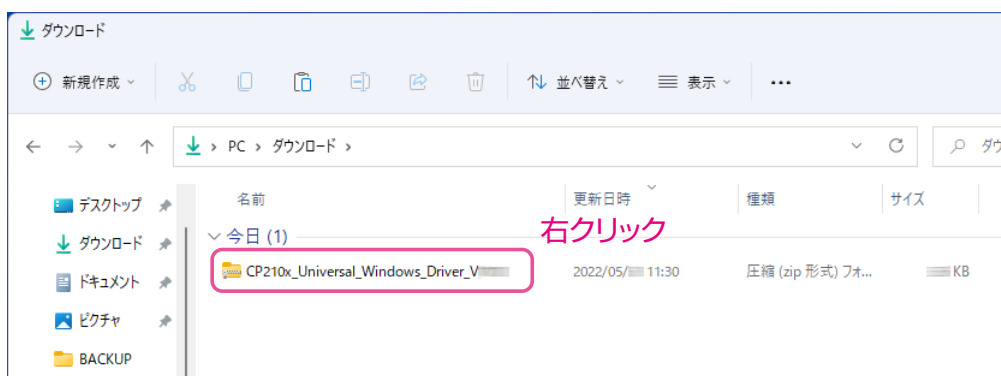 ダウンロード
新規作成
並べ替え
表示
PC > ダウンロード >
ダウ
デスクトップ
ダウンロード
ドキュメント
ピクチャ
BACKUP
名前
更新日時
種類
サイズ
今日 (1)
右クリック
CP210x_Universal_Windows_Driver_V
2022/05/ 11:30
圧縮 (zip 形式) フォ...
KB